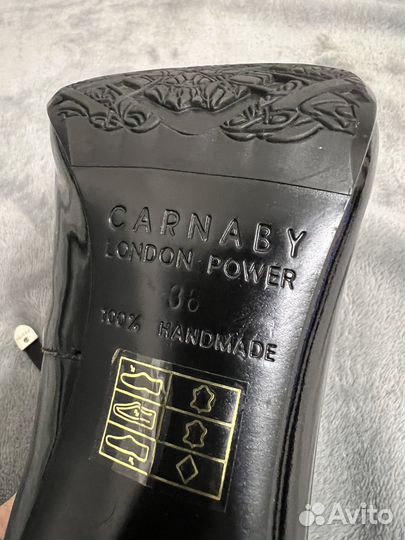 CARNABY
LONDON POWER
38
100% HANDMADE
Avito